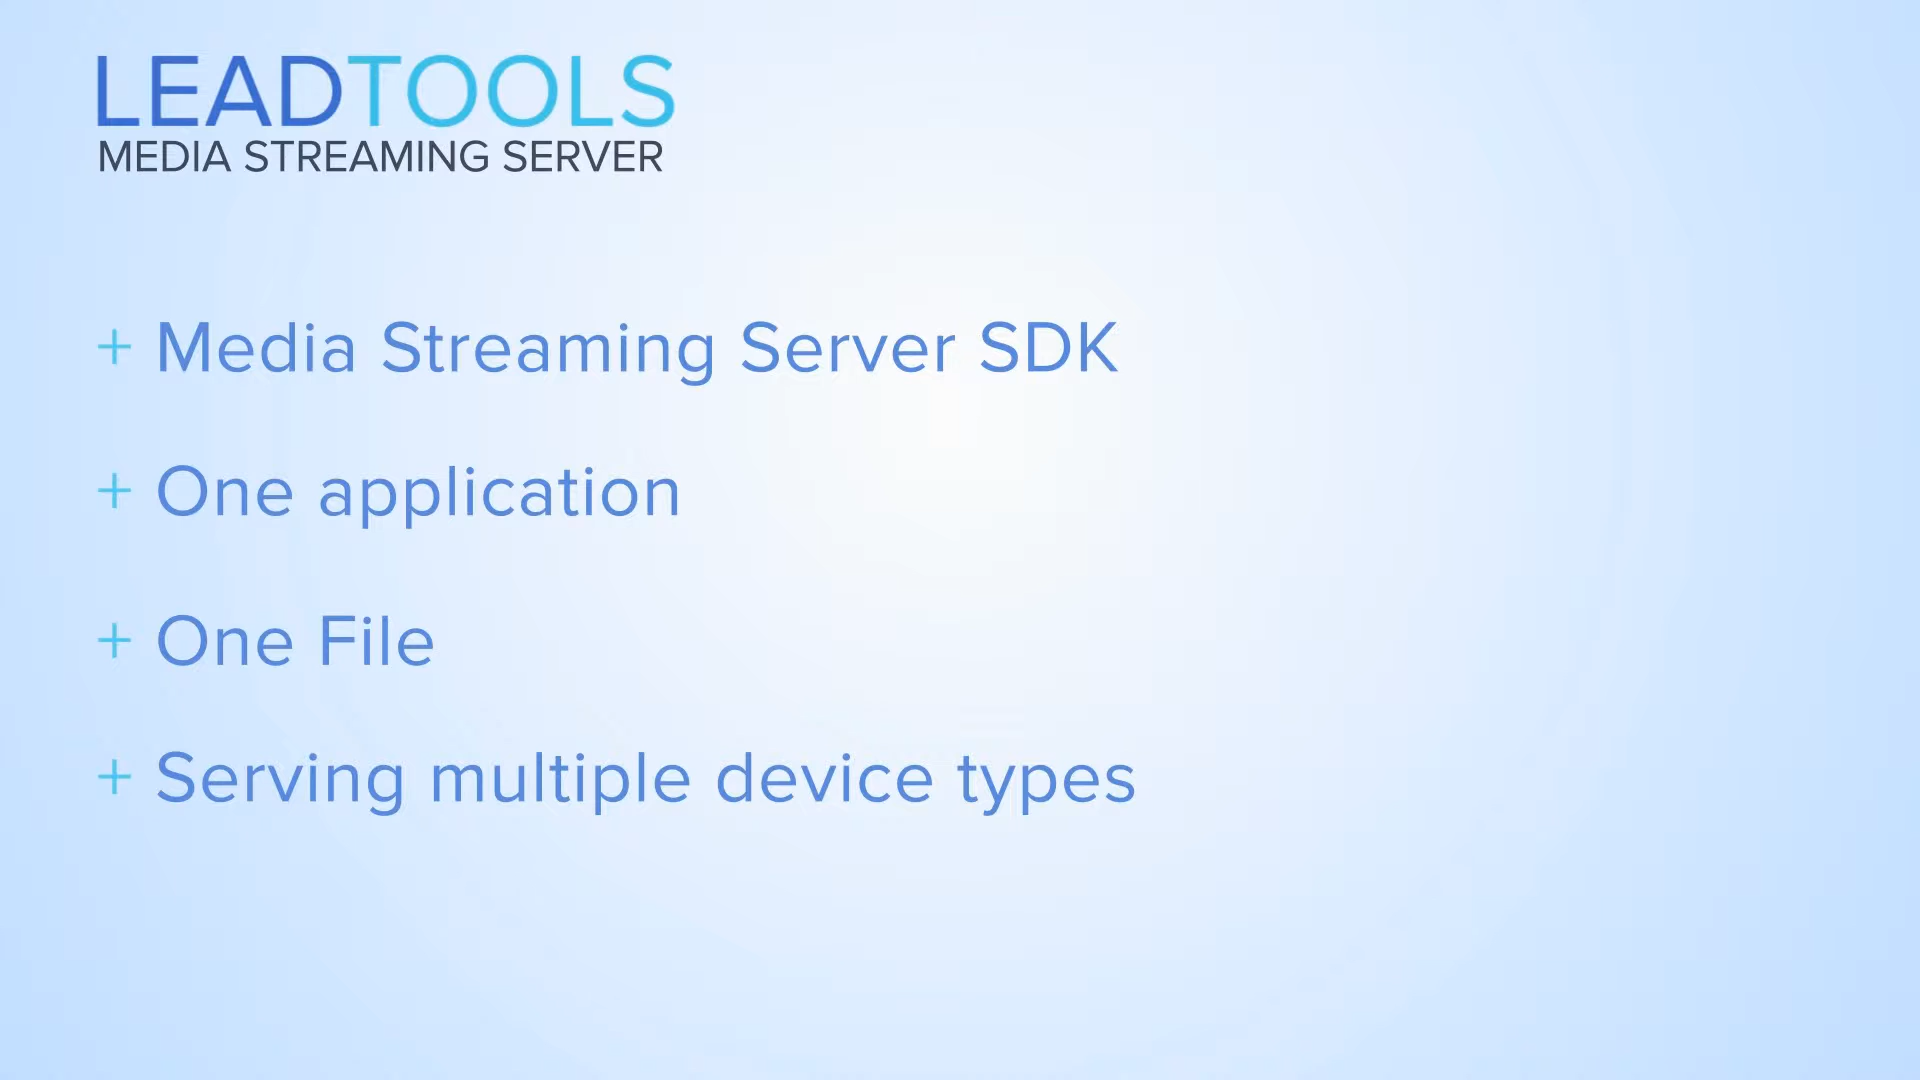 LEADTOOLS
MEDIA STREAMING SERVER
+ Media Streaming Server SDK
+ One application
+ One File
+ Serving multiple device types